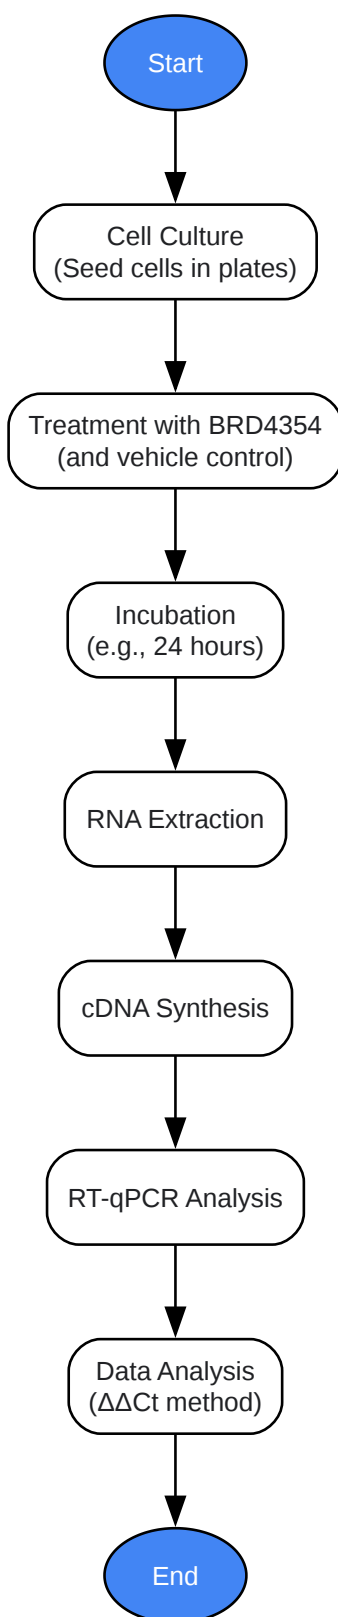 Start
Cell Culture
(Seed cells in plates)
Treatment with BRD4354
(and vehicle control)
Incubation
(e.g., 24 hours)
RNA Extraction
cDNA Synthesis
RT-qPCR Analysis
Data Analysis
(ΔΔCt method)
End